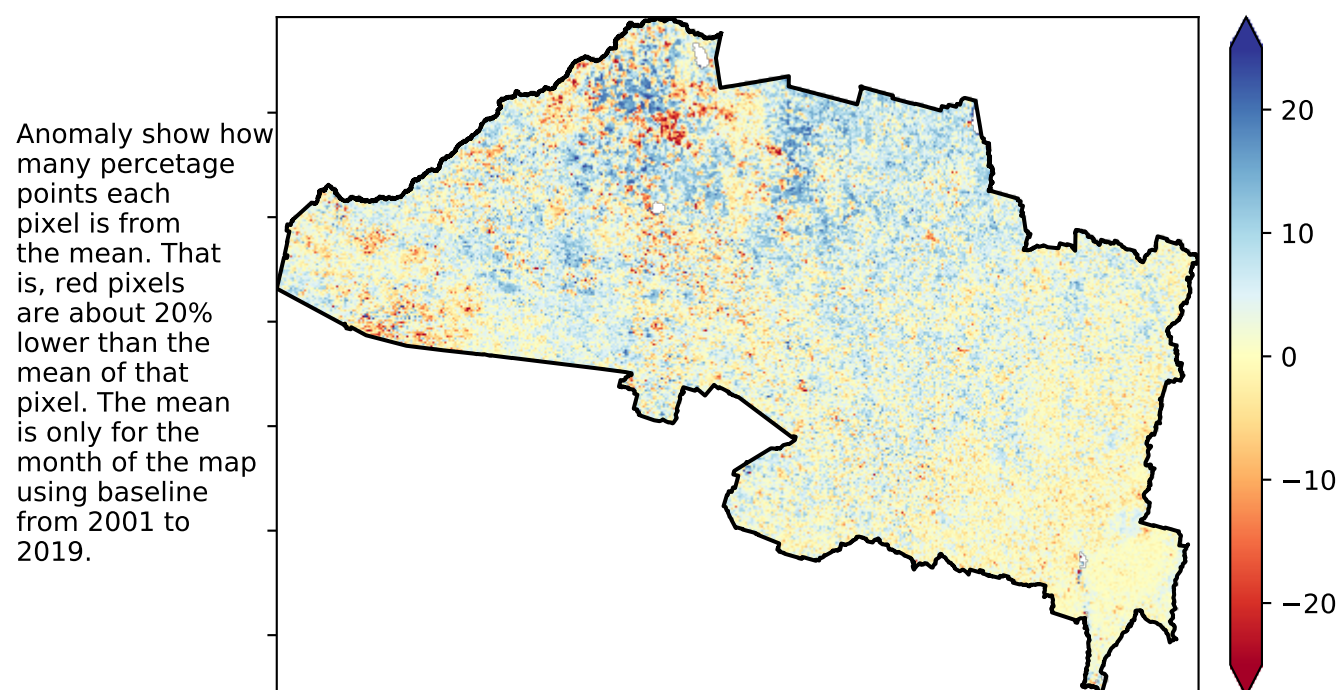 Anomaly show how
many percetage
points each
pixel is from
the mean. That
is, red pixels
are about 20%
lower than the
mean of that
pixel. The mean
is only for the
month of the map
using baseline
from 2001 to
2019.
20
10
0
−10
−20